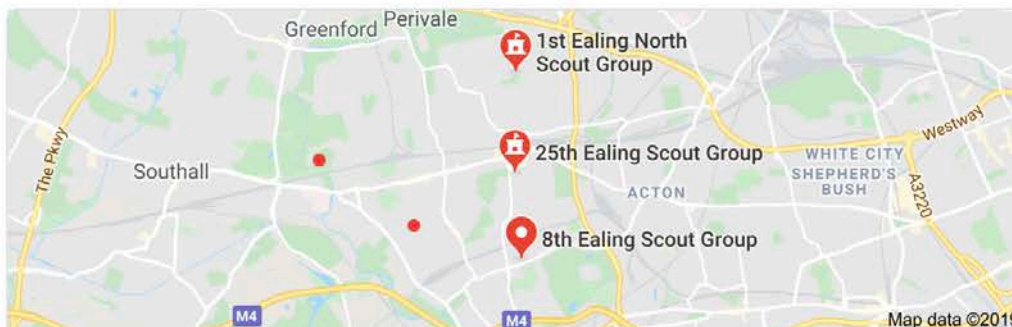 Perivale
Greenford
1st Ealing North
Scout Group
The Pkwy
Southall
25th Ealing Scout Group
Westway
WHITE CITY
SHEPHERD'S
BUSH
ACTON
A3220
8th Ealing Scout Group
M4
M4
Map data ©2019